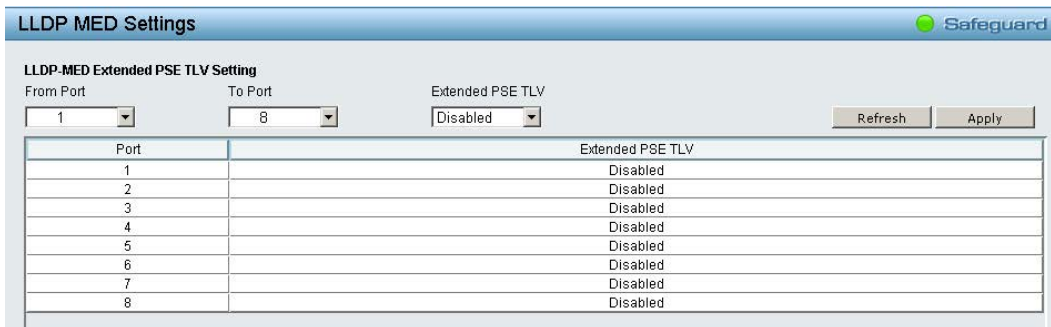 LLDP MED Settings Safeguard
LLDP-MED Extended PSE TLV Setting
From Port To Port Extended PSE TLV
1 8 Disabled Refresh Apply
Port Extended PSE TLV
1 Disabled
2 Disabled
3 Disabled
4 Disabled
5 Disabled
6 Disabled
7 Disabled
8 Disabled